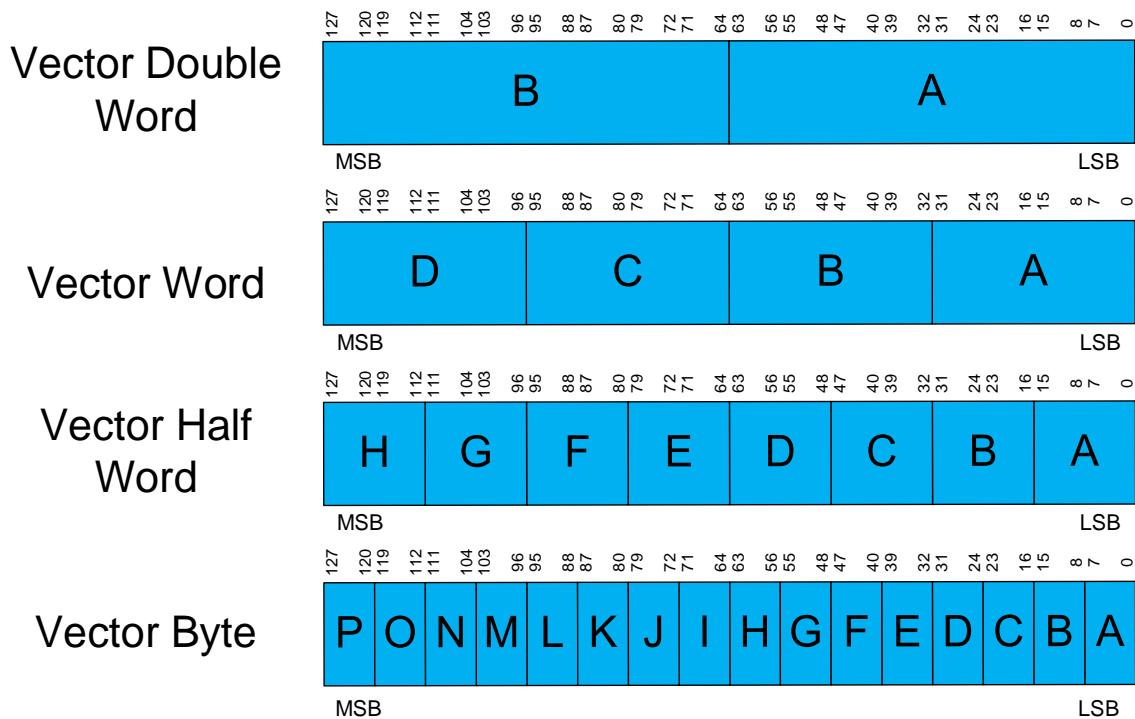 127 120 119 112 111 104 103 96 95 88 87 80 79 72 71 64 63 56 55 48 47 40 39 32 31 24 23 16 15 8 7 0
Vector Double
Word
B A
MSB LSB
127 120 119 112 111 104 103 96 95 88 87 80 79 72 71 64 63 56 55 48 47 40 39 32 31 24 23 16 15 8 7 0
Vector Word
D C B A
MSB LSB
127 120 119 112 111 104 103 96 95 88 87 80 79 72 71 64 63 56 55 48 47 40 39 32 31 24 23 16 15 8 7 0
Vector Half
Word
H G F E D C B A
MSB LSB
127 120 119 112 111 104 103 96 95 88 87 80 79 72 71 64 63 56 55 48 47 40 39 32 31 24 23 16 15 8 7 0
Vector Byte
P O N M L K J I H G F E D C B A
MSB LSB